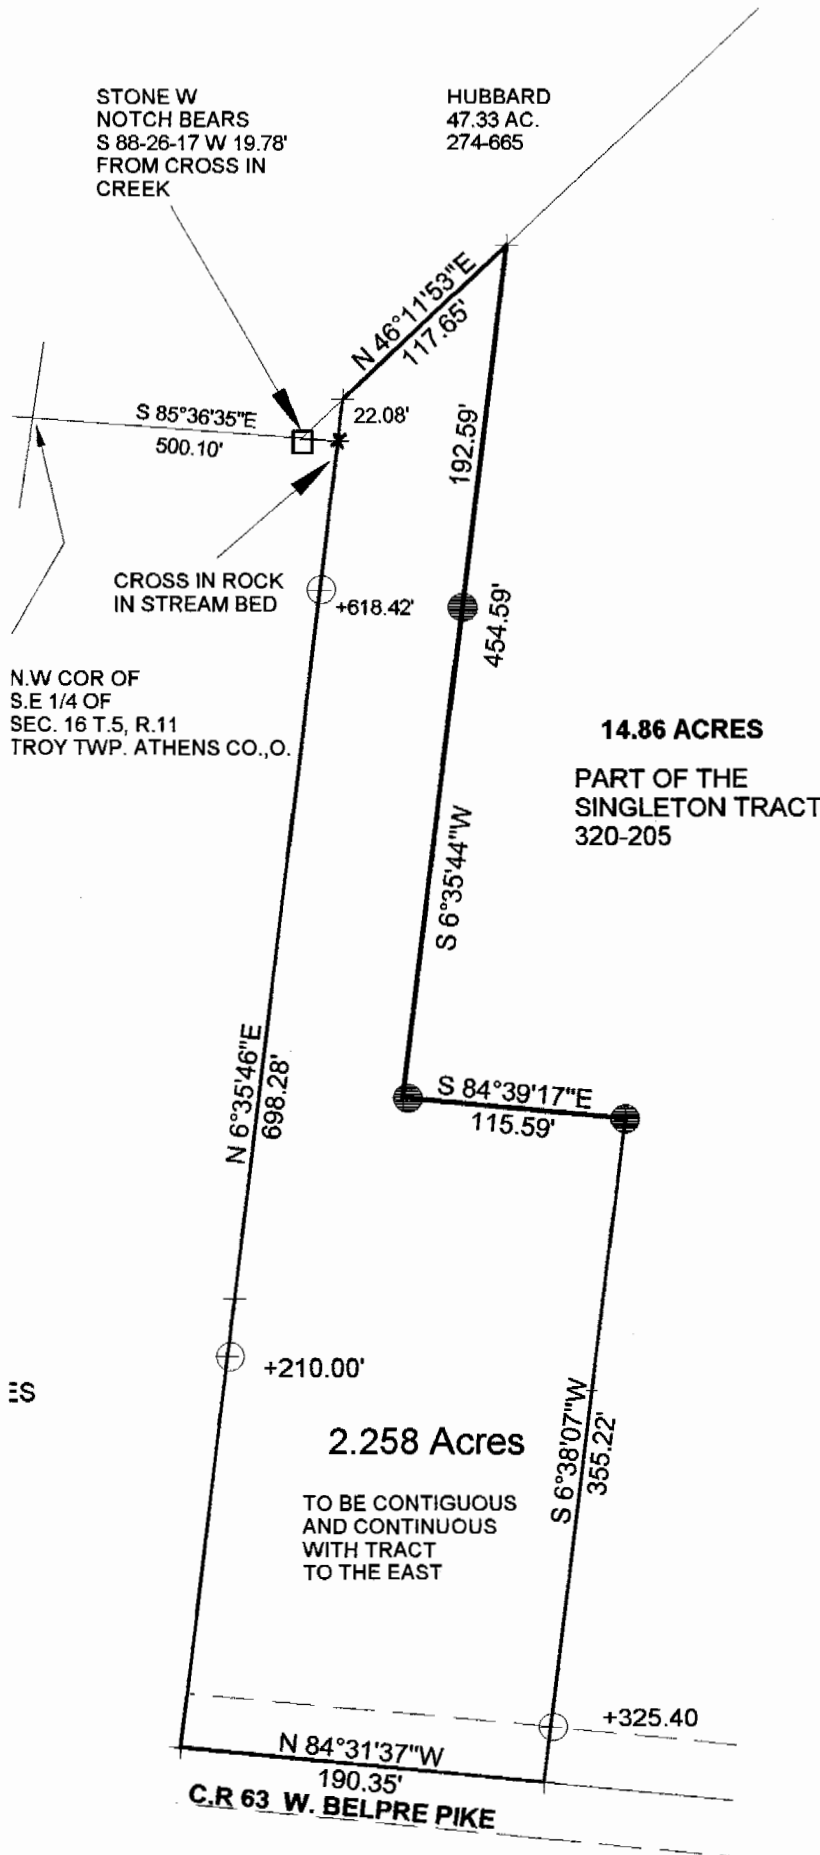 STONE W
NOTCH BEARS
S 88-26-17 W 19.78'
FROM CROSS IN
CREEK
HUBBARD
47.33 AC.
274-665
N 46°11'53"E
117.65'
S 85°36'35"E
500.10'
22.08'
192.59'
CROSS IN ROCK
IN STREAM BED
+618.42'
454.59'
N.W COR OF
S.E 1/4 OF
SEC. 16 T.5, R.11
TROY TWP. ATHENS CO.,O.
14.86 ACRES
PART OF THE
SINGLETON TRACT
320-205
S 6°35'44"W
N 6°35'46"E
698.28'
S 84°39'17"E
115.59'
+210.00'
ES
2.258 Acres
S 6°38'07"W
355.22'
TO BE CONTIGUOUS
AND CONTINUOUS
WITH TRACT
TO THE EAST
+325.40
N 84°31'37"W
190.35'
C.R 63 W. BELPRE PIKE